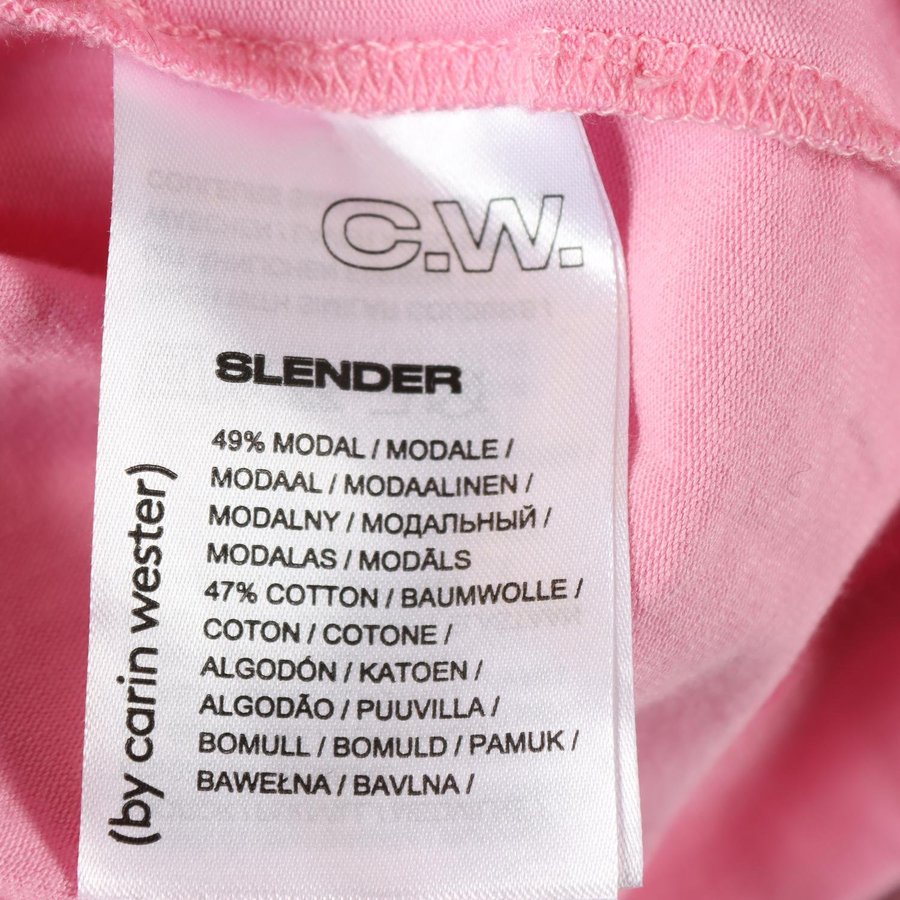 C.W.
SLENDER
49% MODAL / MODALE /
MODAAL / MODAALINEN /
MODALNY / МОДАЛЬНЫЙ /
MODALAS / MODĀLS
47% COTTON / BAUMWOLLE /
COTON / COTONE /
ALGODÓN / KATOEN /
ALGODÃO / PUUVILLA /
BOMULL / BOMULD / PAMUK /
BAWEŁNA / BAVLNA /
(by carin wester)